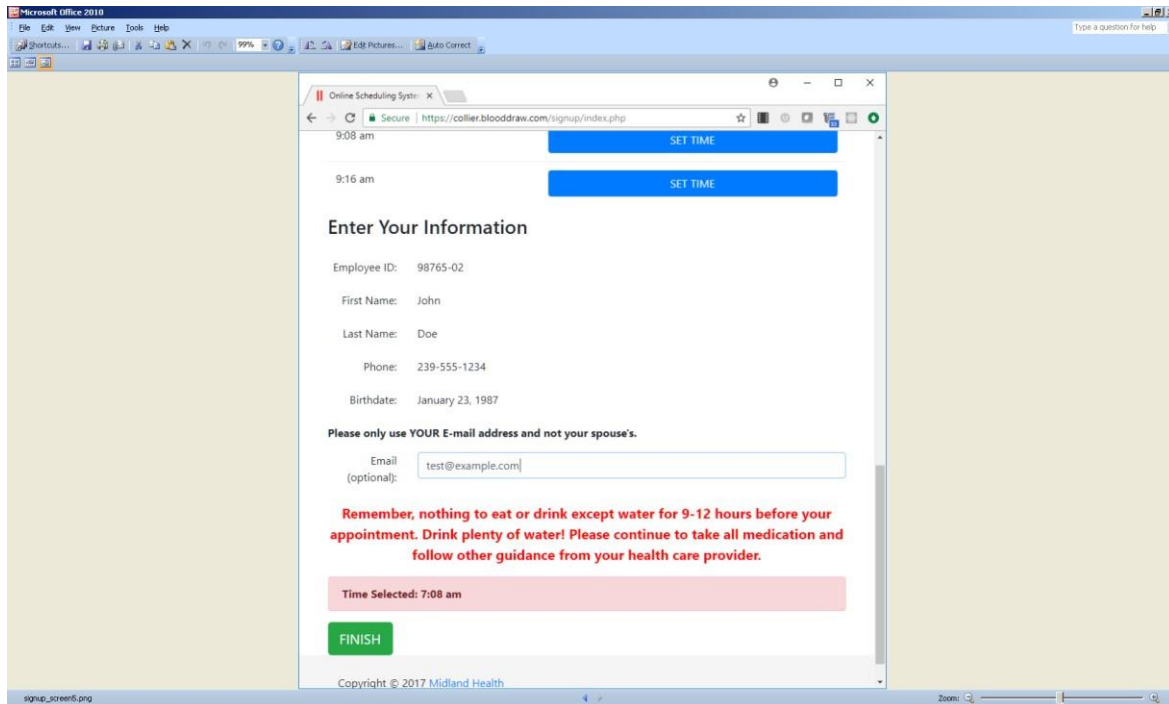 Microsoft Office 2010
File Edit View Picture Tools Help
Type a question for help
Shortcuts... 99% Edit Pictures... Auto Correct
Online Scheduling Syste
Secure https://collier.blooddraw.com/signup/index.php
9:08 am SET TIME
9:16 am SET TIME
Enter Your Information
Employee ID: 98765-02
First Name: John
Last Name: Doe
Phone: 239-555-1234
Birthdate: January 23, 1987
Please only use YOUR E-mail address and not your spouse's.
Email
(optional):
test@example.com
Remember, nothing to eat or drink except water for 9-12 hours before your
appointment. Drink plenty of water! Please continue to take all medication and
follow other guidance from your health care provider.
Time Selected: 7:08 am
FINISH
Copyright © 2017 Midland Health
signup_screen5.png Zoom: